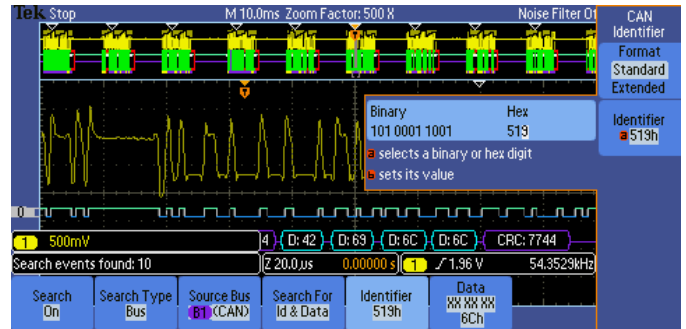 Tek Stop M 10.0ms Zoom Factor: 500 X Noise Filter Of
CAN
Identifier
Format
Standard
Extended
Identifier
a 519h
Binary Hex
101 0001 1001 519
a selects a binary or hex digit
b sets its value
1 500mV
4 D: 42 D: 69 D: 6C D: 6C CRC: 7744
Search events found: 10 Z 20.0µs 0.00000 s 1 1.96 V 54.3529kHz
Search
On
Search Type
Bus
Source Bus
B1 (CAN)
Search For
Id & Data
Identifier
519h
Data
XX XX XX
6Ch